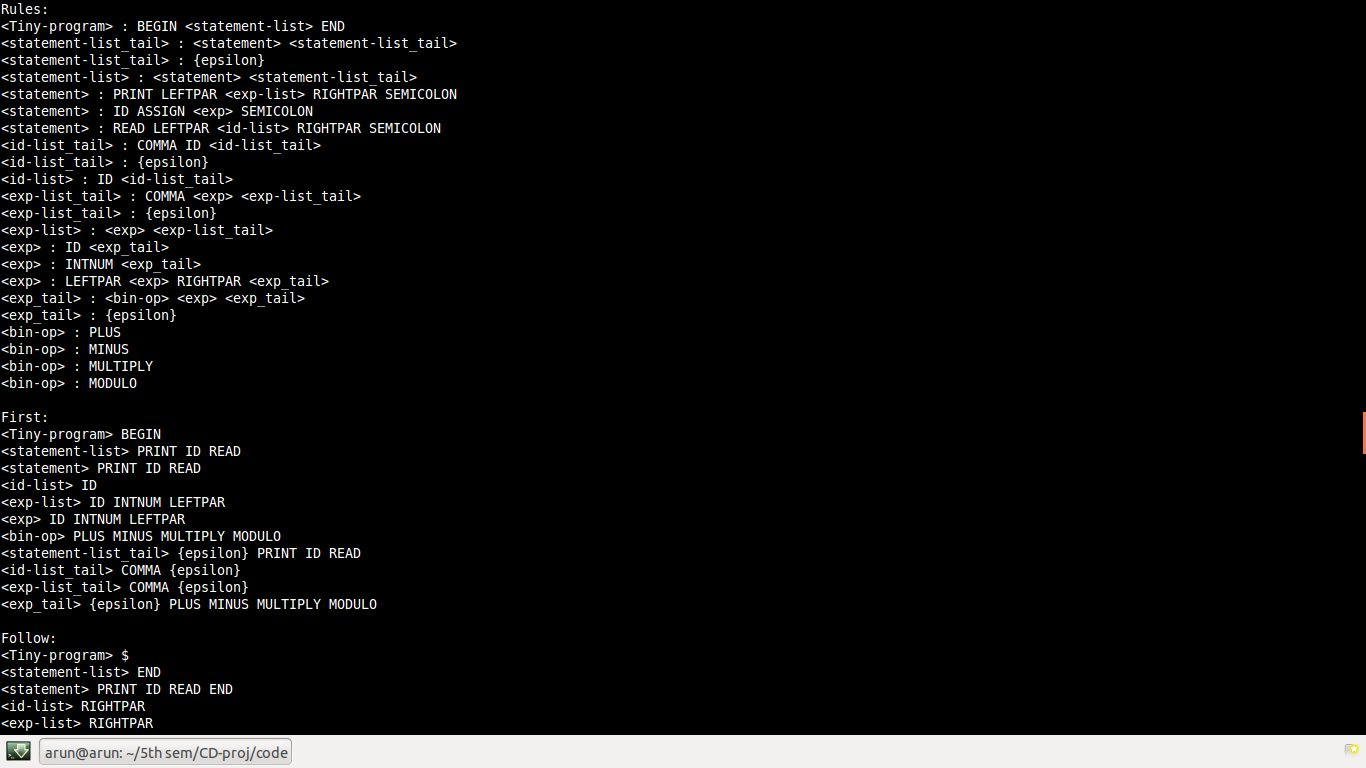 Rules:
<Tiny-program> : BEGIN <statement-list> END
<statement-list_tail> : <statement> <statement-list_tail>
<statement-list_tail> : {epsilon}
<statement-list> : <statement> <statement-list_tail>
<statement> : PRINT LEFTPAR <exp-list> RIGHTPAR SEMICOLON
<statement> : ID ASSIGN <exp> SEMICOLON
<statement> : READ LEFTPAR <id-list> RIGHTPAR SEMICOLON
<id-list_tail> : COMMA ID <id-list_tail>
<id-list_tail> : {epsilon}
<id-list> : ID <id-list_tail>
<exp-list_tail> : COMMA <exp> <exp-list_tail>
<exp-list_tail> : {epsilon}
<exp-list> : <exp> <exp-list_tail>
<exp> : ID <exp_tail>
<exp> : INTNUM <exp_tail>
<exp> : LEFTPAR <exp> RIGHTPAR <exp_tail>
<exp_tail> : <bin-op> <exp> <exp_tail>
<exp_tail> : {epsilon}
<bin-op> : PLUS
<bin-op> : MINUS
<bin-op> : MULTIPLY
<bin-op> : MODULO

First:
<Tiny-program> BEGIN
<statement-list> PRINT ID READ
<statement> PRINT ID READ
<id-list> ID
<exp-list> ID INTNUM LEFTPAR
<exp> ID INTNUM LEFTPAR
<bin-op> PLUS MINUS MULTIPLY MODULO
<statement-list_tail> {epsilon} PRINT ID READ
<id-list_tail> COMMA {epsilon}
<exp-list_tail> COMMA {epsilon}
<exp_tail> {epsilon} PLUS MINUS MULTIPLY MODULO

Follow:
<Tiny-program> $
<statement-list> END
<statement> PRINT ID READ END
<id-list> RIGHTPAR
<exp-list> RIGHTPAR
arun@arun: ~/5th sem/CD-proj/code